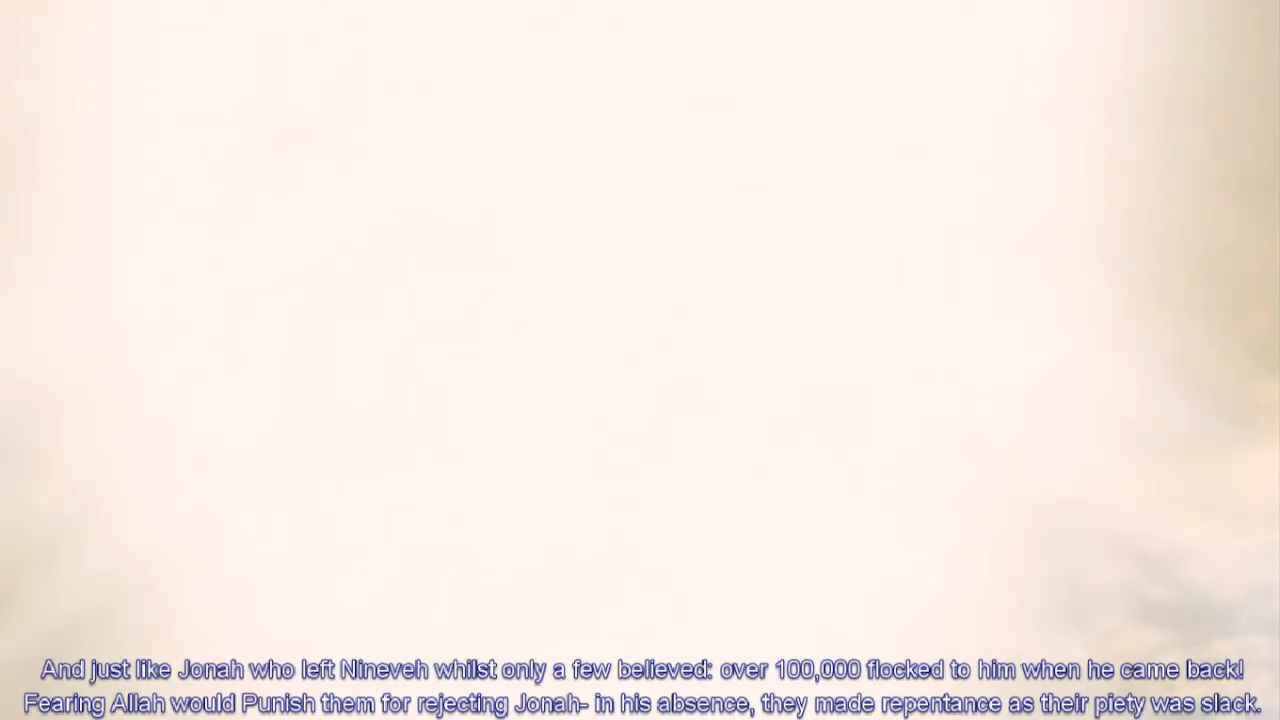 And just like Jonah who left Nineveh whilst only a few believed: over 100,000 flocked to him when he came back!
Fearing Allah would Punish them for rejecting Jonah- in his absence, they made repentance as their piety was slack.